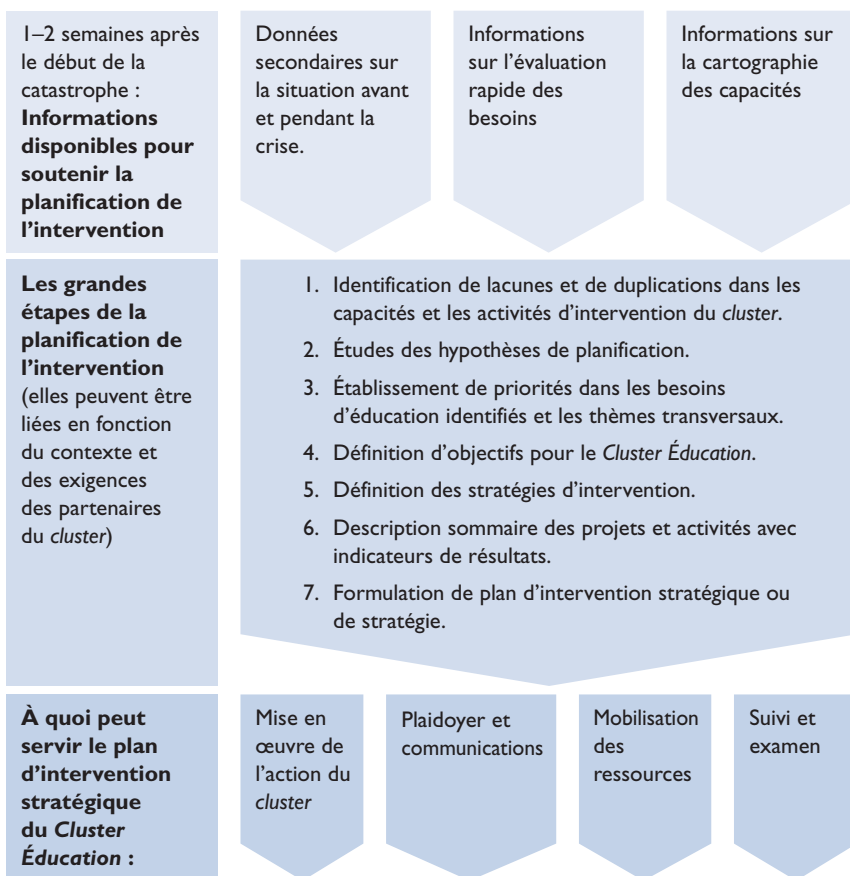 1–2 semaines après
le début de la
catastrophe :
Informations
disponibles pour
soutenir la
planification de
l'intervention
Données
secondaires sur
la situation avant
et pendant la
crise.
Informations
sur l'évaluation
rapide des
besoins
Informations sur
la cartographie
des capacités
Les grandes
étapes de la
planification de
l'intervention
(elles peuvent être
liées en fonction
du contexte et
des exigences
des partenaires
du cluster)
1. Identification de lacunes et de duplications dans les
capacités et les activités d'intervention du cluster.
2. Études des hypothèses de planification.
3. Établissement de priorités dans les besoins
d'éducation identifiés et les thèmes transversaux.
4. Définition d'objectifs pour le Cluster Éducation.
5. Définition des stratégies d'intervention.
6. Description sommaire des projets et activités avec
indicateurs de résultats.
7. Formulation de plan d'intervention stratégique ou
de stratégie.
À quoi peut
servir le plan
d'intervention
stratégique
du Cluster
Éducation :
Mise en
œuvre de
l'action du
cluster
Plaidoyer et
communications
Mobilisation
des
ressources
Suivi et
examen